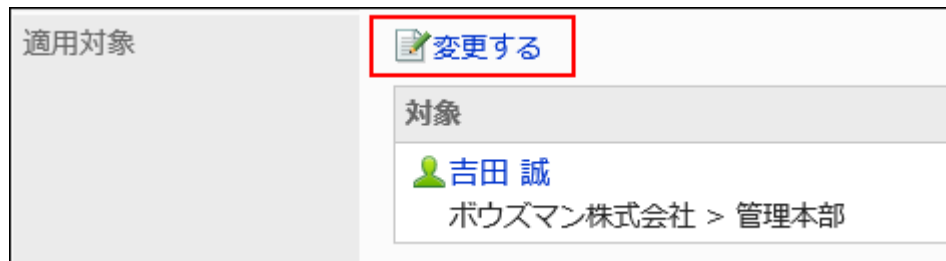 適用対象
変更する
対象
吉田 誠
ボウズマン株式会社 > 管理本部